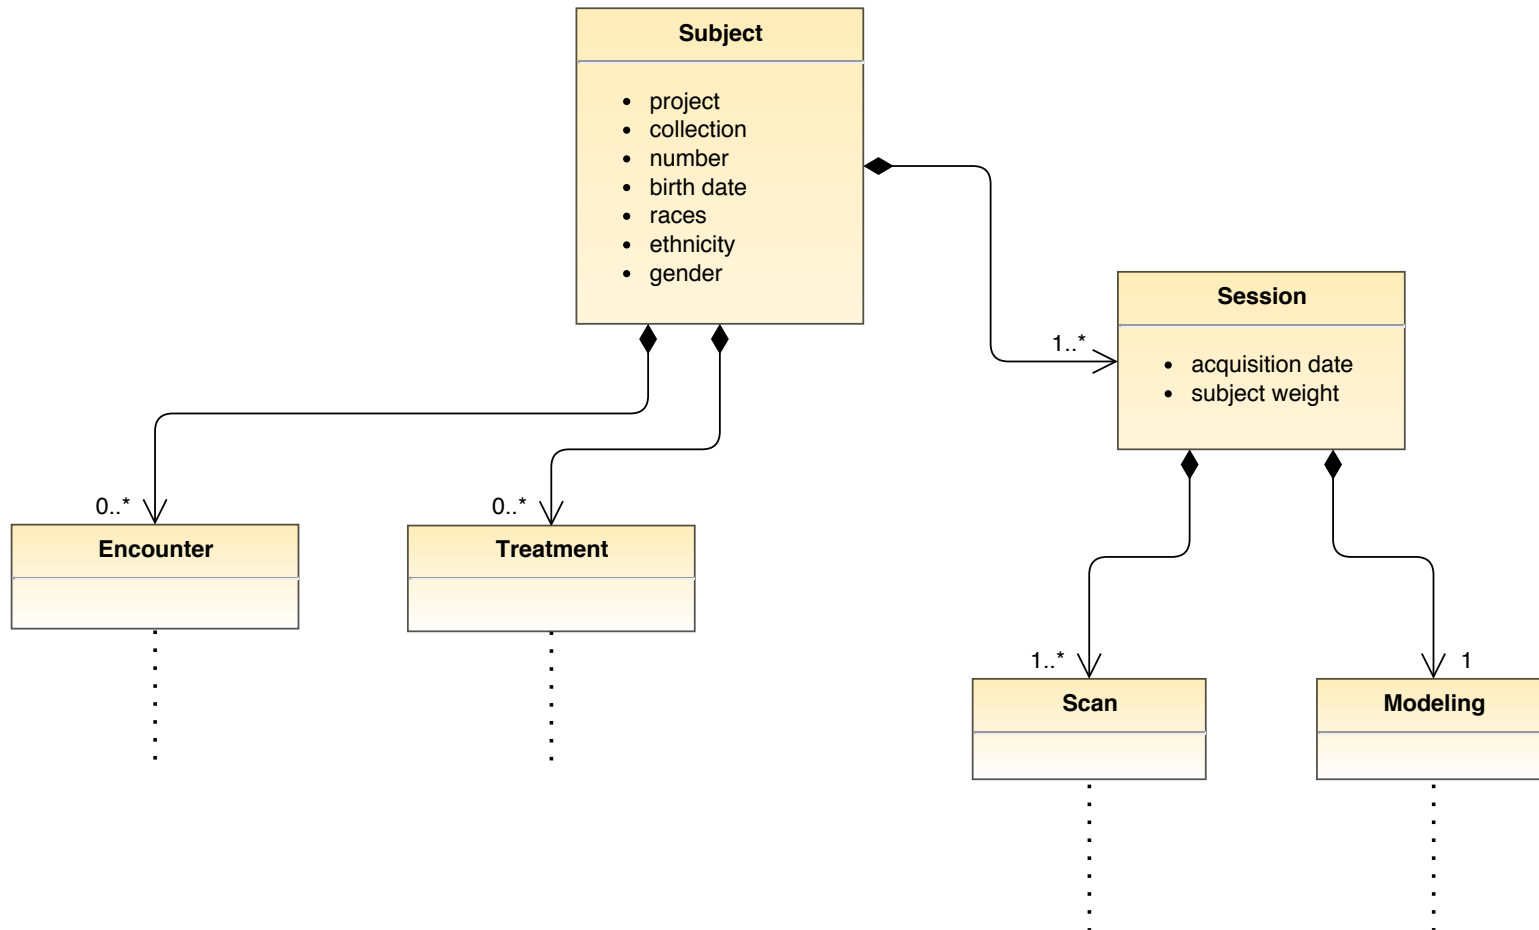 Subject
• project
• collection
• number
• birth date
• races
• ethnicity
• gender
Session
1..*
• acquisition date
• subject weight
0..*
0..*
Encounter
Treatment
1..*
1
Scan
Modeling